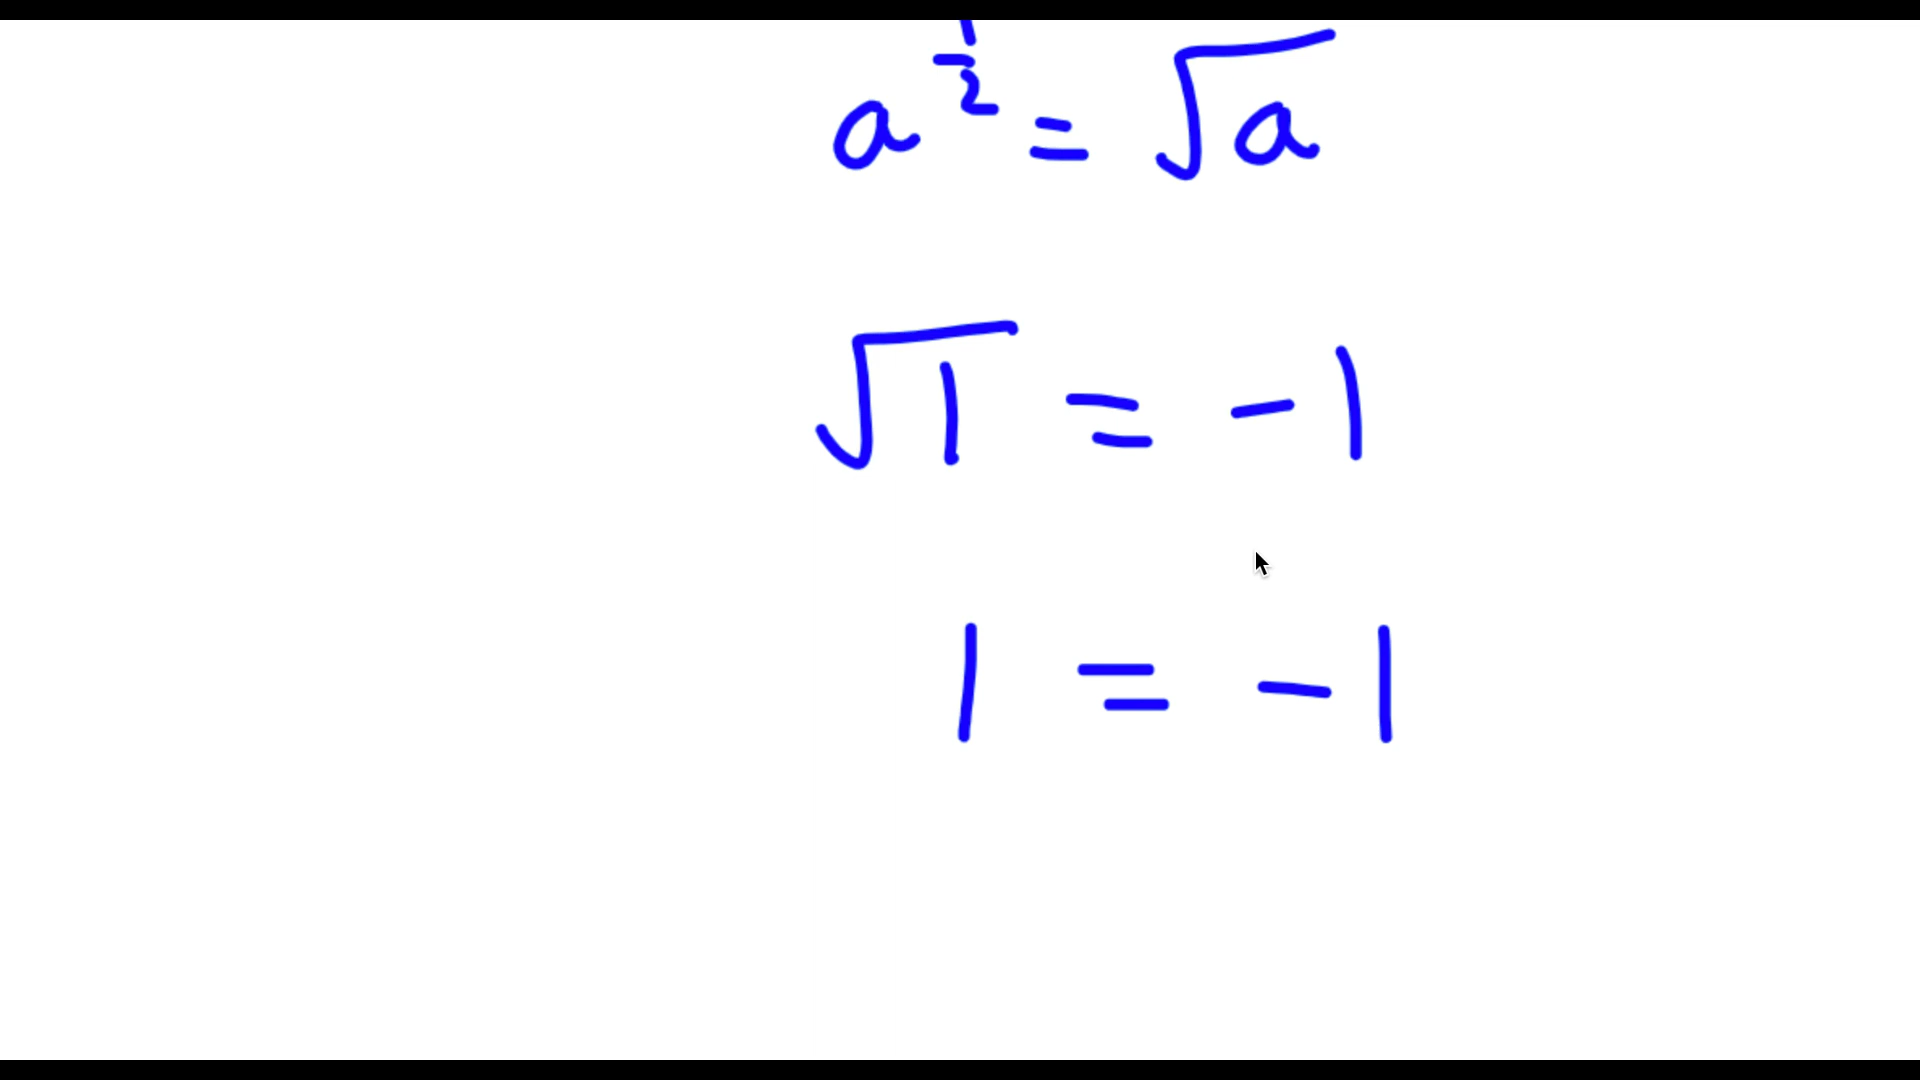 a^{1/2} = √a
√1 = -1
1 = -1